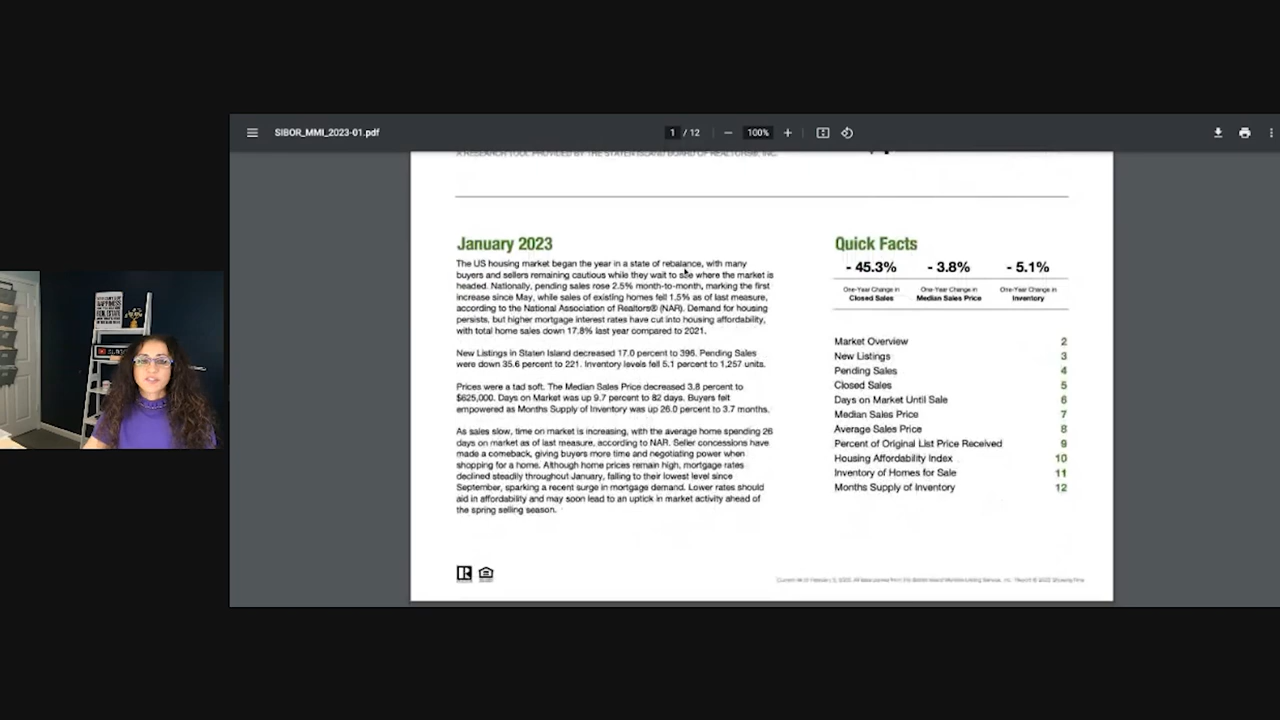 SIBOR_MMI_2023-01.pdf
1 / 12
100%
A RESEARCH TOOL PROVIDED BY THE STATEN ISLAND BOARD OF REALTORS®, INC.
January 2023
The US housing market began the year in a state of rebalance, with many
buyers and sellers remaining cautious while they wait to see where the market is
headed. Nationally, pending sales rose 2.5% month-to-month, marking the first
increase since May, while sales of existing homes fell 1.5% as of last measure,
according to the National Association of Realtors® (NAR). Demand for housing
persists, but higher mortgage interest rates have cut into housing affordability,
with total home sales down 17.8% last year compared to 2021.
New Listings in Staten Island decreased 17.0 percent to 396. Pending Sales
were down 35.6 percent to 221. Inventory levels fell 5.1 percent to 1,257 units.
Prices were a tad soft. The Median Sales Price decreased 3.8 percent to
$625,000. Days on Market was up 9.7 percent to 82 days. Buyers felt
empowered as Months Supply of Inventory was up 26.0 percent to 3.7 months.
As sales slow, time on market is increasing, with the average home spending 26
days on market as of last measure, according to NAR. Seller concessions have
made a comeback, giving buyers more time and negotiating power when
shopping for a home. Although home prices remain high, mortgage rates
declined steadily throughout January, falling to their lowest level since
September, sparking a recent surge in mortgage demand. Lower rates should
aid in affordability and may soon lead to an uptick in market activity ahead of
the spring selling season.
Quick Facts
- 45.3% - 3.8% - 5.1%
One-Year Change in One-Year Change in One-Year Change in
Closed Sales Median Sales Price Inventory
Market Overview 2
New Listings 3
Pending Sales 4
Closed Sales 5
Days on Market Until Sale 6
Median Sales Price 7
Average Sales Price 8
Percent of Original List Price Received 9
Housing Affordability Index 10
Inventory of Homes for Sale 11
Months Supply of Inventory 12